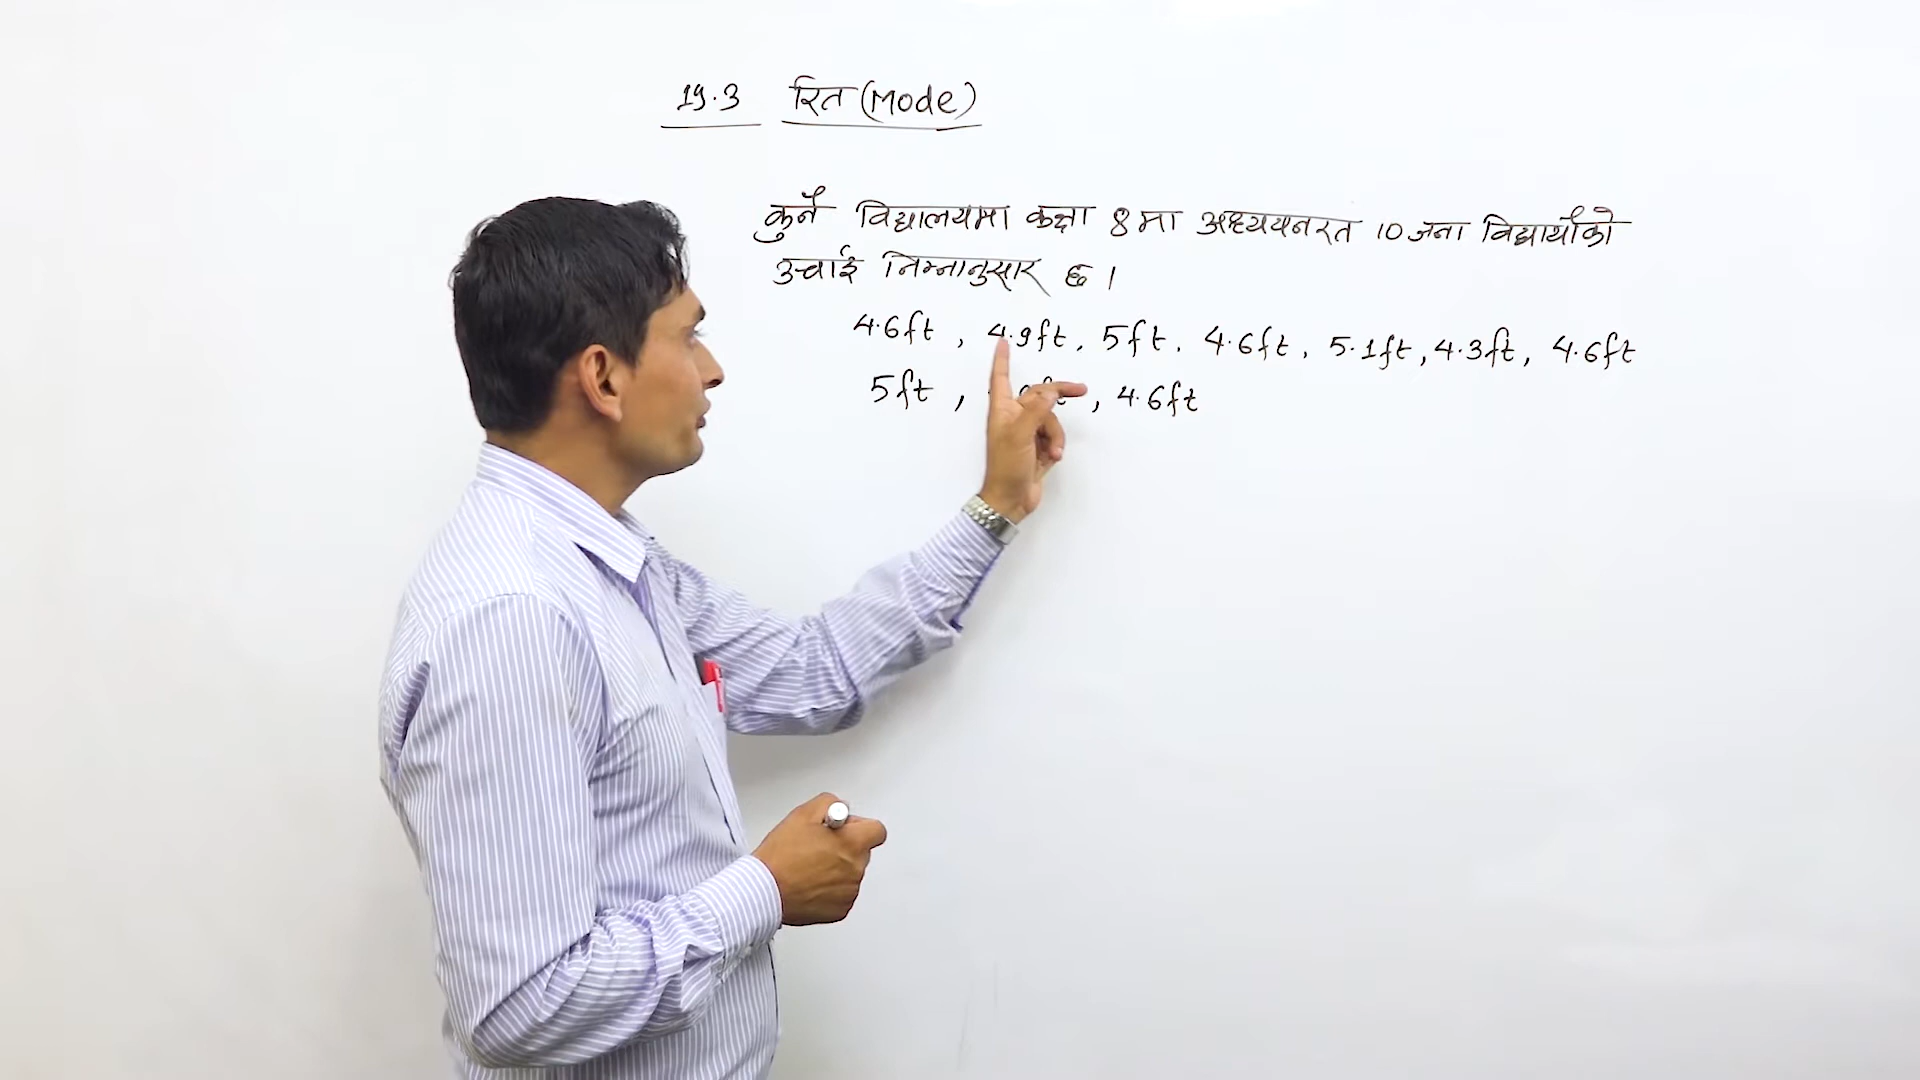 19.3 रित (Mode)
कुनै विद्यालयमा कक्षा 8 मा अध्ययनरत 10 जना विद्यार्थीको
उचाई निम्नानुसार छ ।
4.6ft , 4.9ft, 5ft. 4.6ft, 5.1ft, 4.3ft, 4.6ft
5ft , , 4.6ft